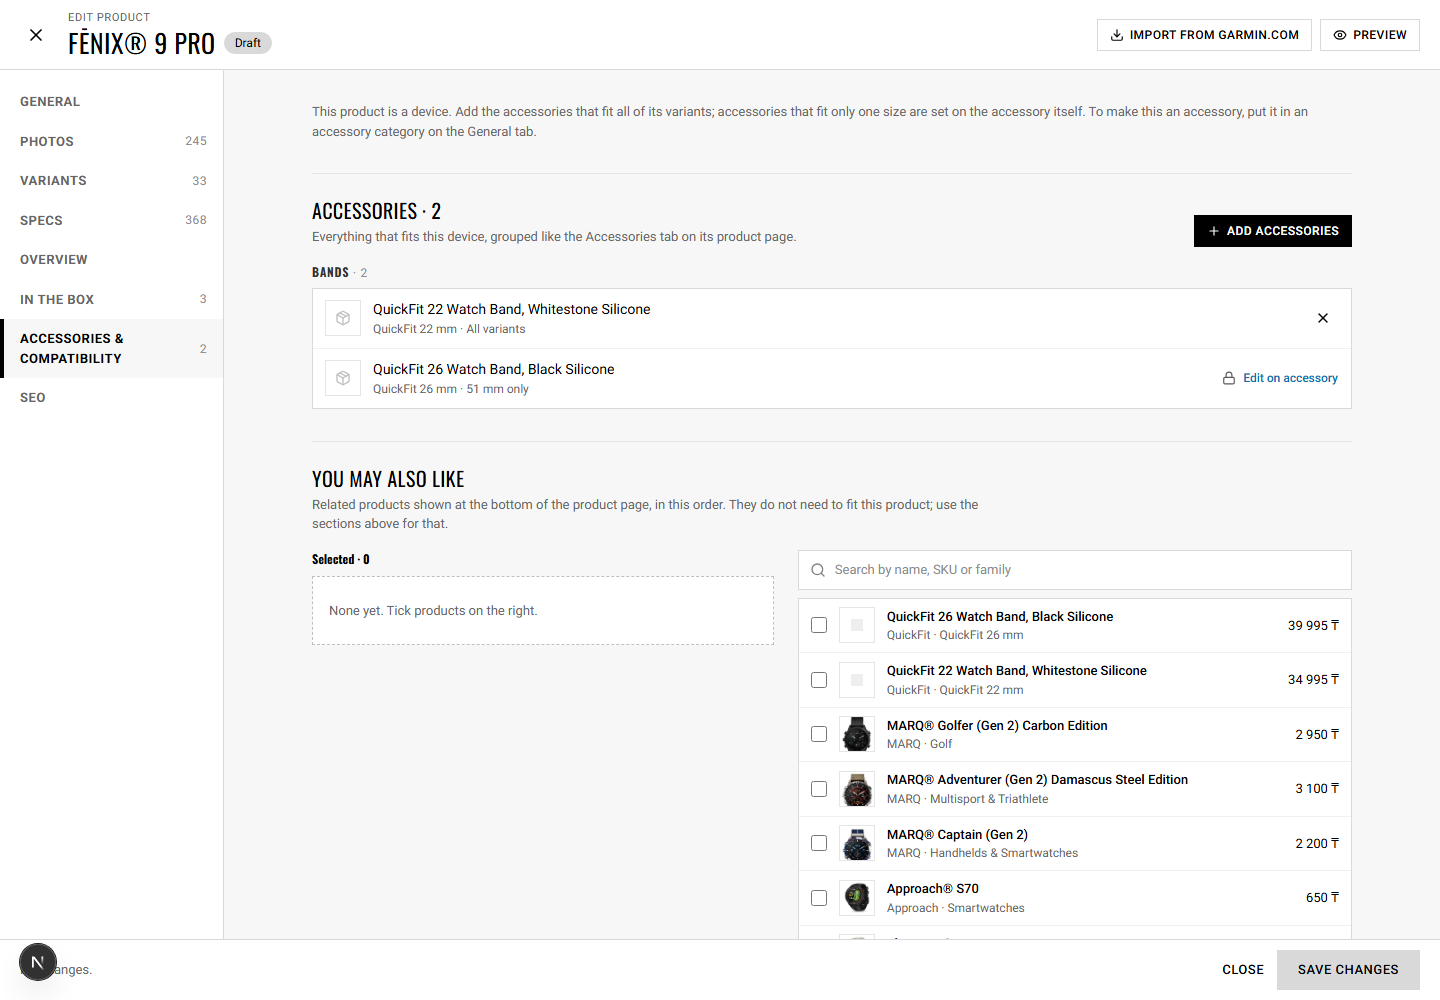 EDIT PRODUCT
FĒNIX® 9 PRO
Draft
IMPORT FROM GARMIN.COM
PREVIEW
GENERAL
PHOTOS 245
VARIANTS 33
SPECS 368
OVERVIEW
IN THE BOX 3
ACCESSORIES &
COMPATIBILITY 2
SEO
This product is a device. Add the accessories that fit all of its variants; accessories that fit only one size are set on the accessory itself. To make this an accessory, put it in an
accessory category on the General tab.
ACCESSORIES · 2
Everything that fits this device, grouped like the Accessories tab on its product page.
ADD ACCESSORIES
BANDS · 2
QuickFit 22 Watch Band, Whitestone Silicone
QuickFit 22 mm · All variants
QuickFit 26 Watch Band, Black Silicone
QuickFit 26 mm · 51 mm only
Edit on accessory
YOU MAY ALSO LIKE
Related products shown at the bottom of the product page, in this order. They do not need to fit this product; use the
sections above for that.
Selected · 0
None yet. Tick products on the right.
Search by name, SKU or family
QuickFit 26 Watch Band, Black Silicone
QuickFit · QuickFit 26 mm
39 995 ₸
QuickFit 22 Watch Band, Whitestone Silicone
QuickFit · QuickFit 22 mm
34 995 ₸
MARQ® Golfer (Gen 2) Carbon Edition
MARQ · Golf
2 950 ₸
MARQ® Adventurer (Gen 2) Damascus Steel Edition
MARQ · Multisport & Triathlete
3 100 ₸
MARQ® Captain (Gen 2)
MARQ · Handhelds & Smartwatches
2 200 ₸
Approach® S70
Approach · Smartwatches
650 ₸
N
anges.
CLOSE
SAVE CHANGES